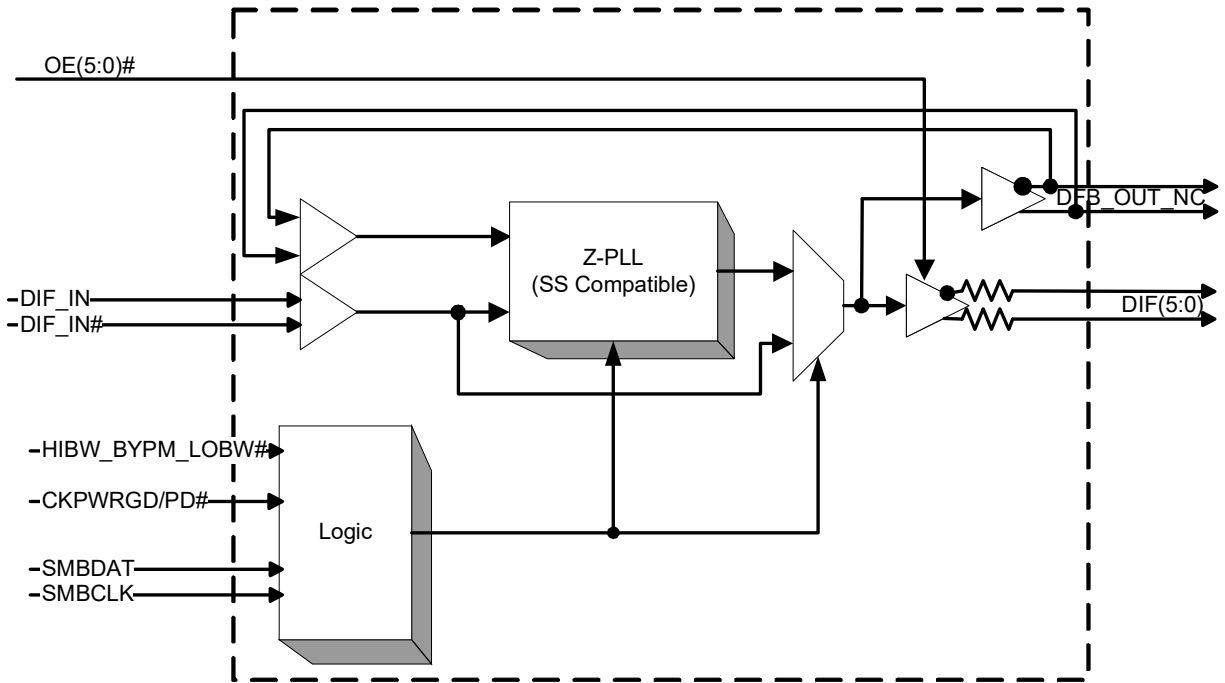 OE(5:0)#
DFB_OUT_NC
Z-PLL
(SS Compatible)
DIF_IN
DIF_IN#
DIF(5:0)
HIBW_BYPM_LOBW#
CKPWRGD/PD#
Logic
SMBDAT
SMBCLK